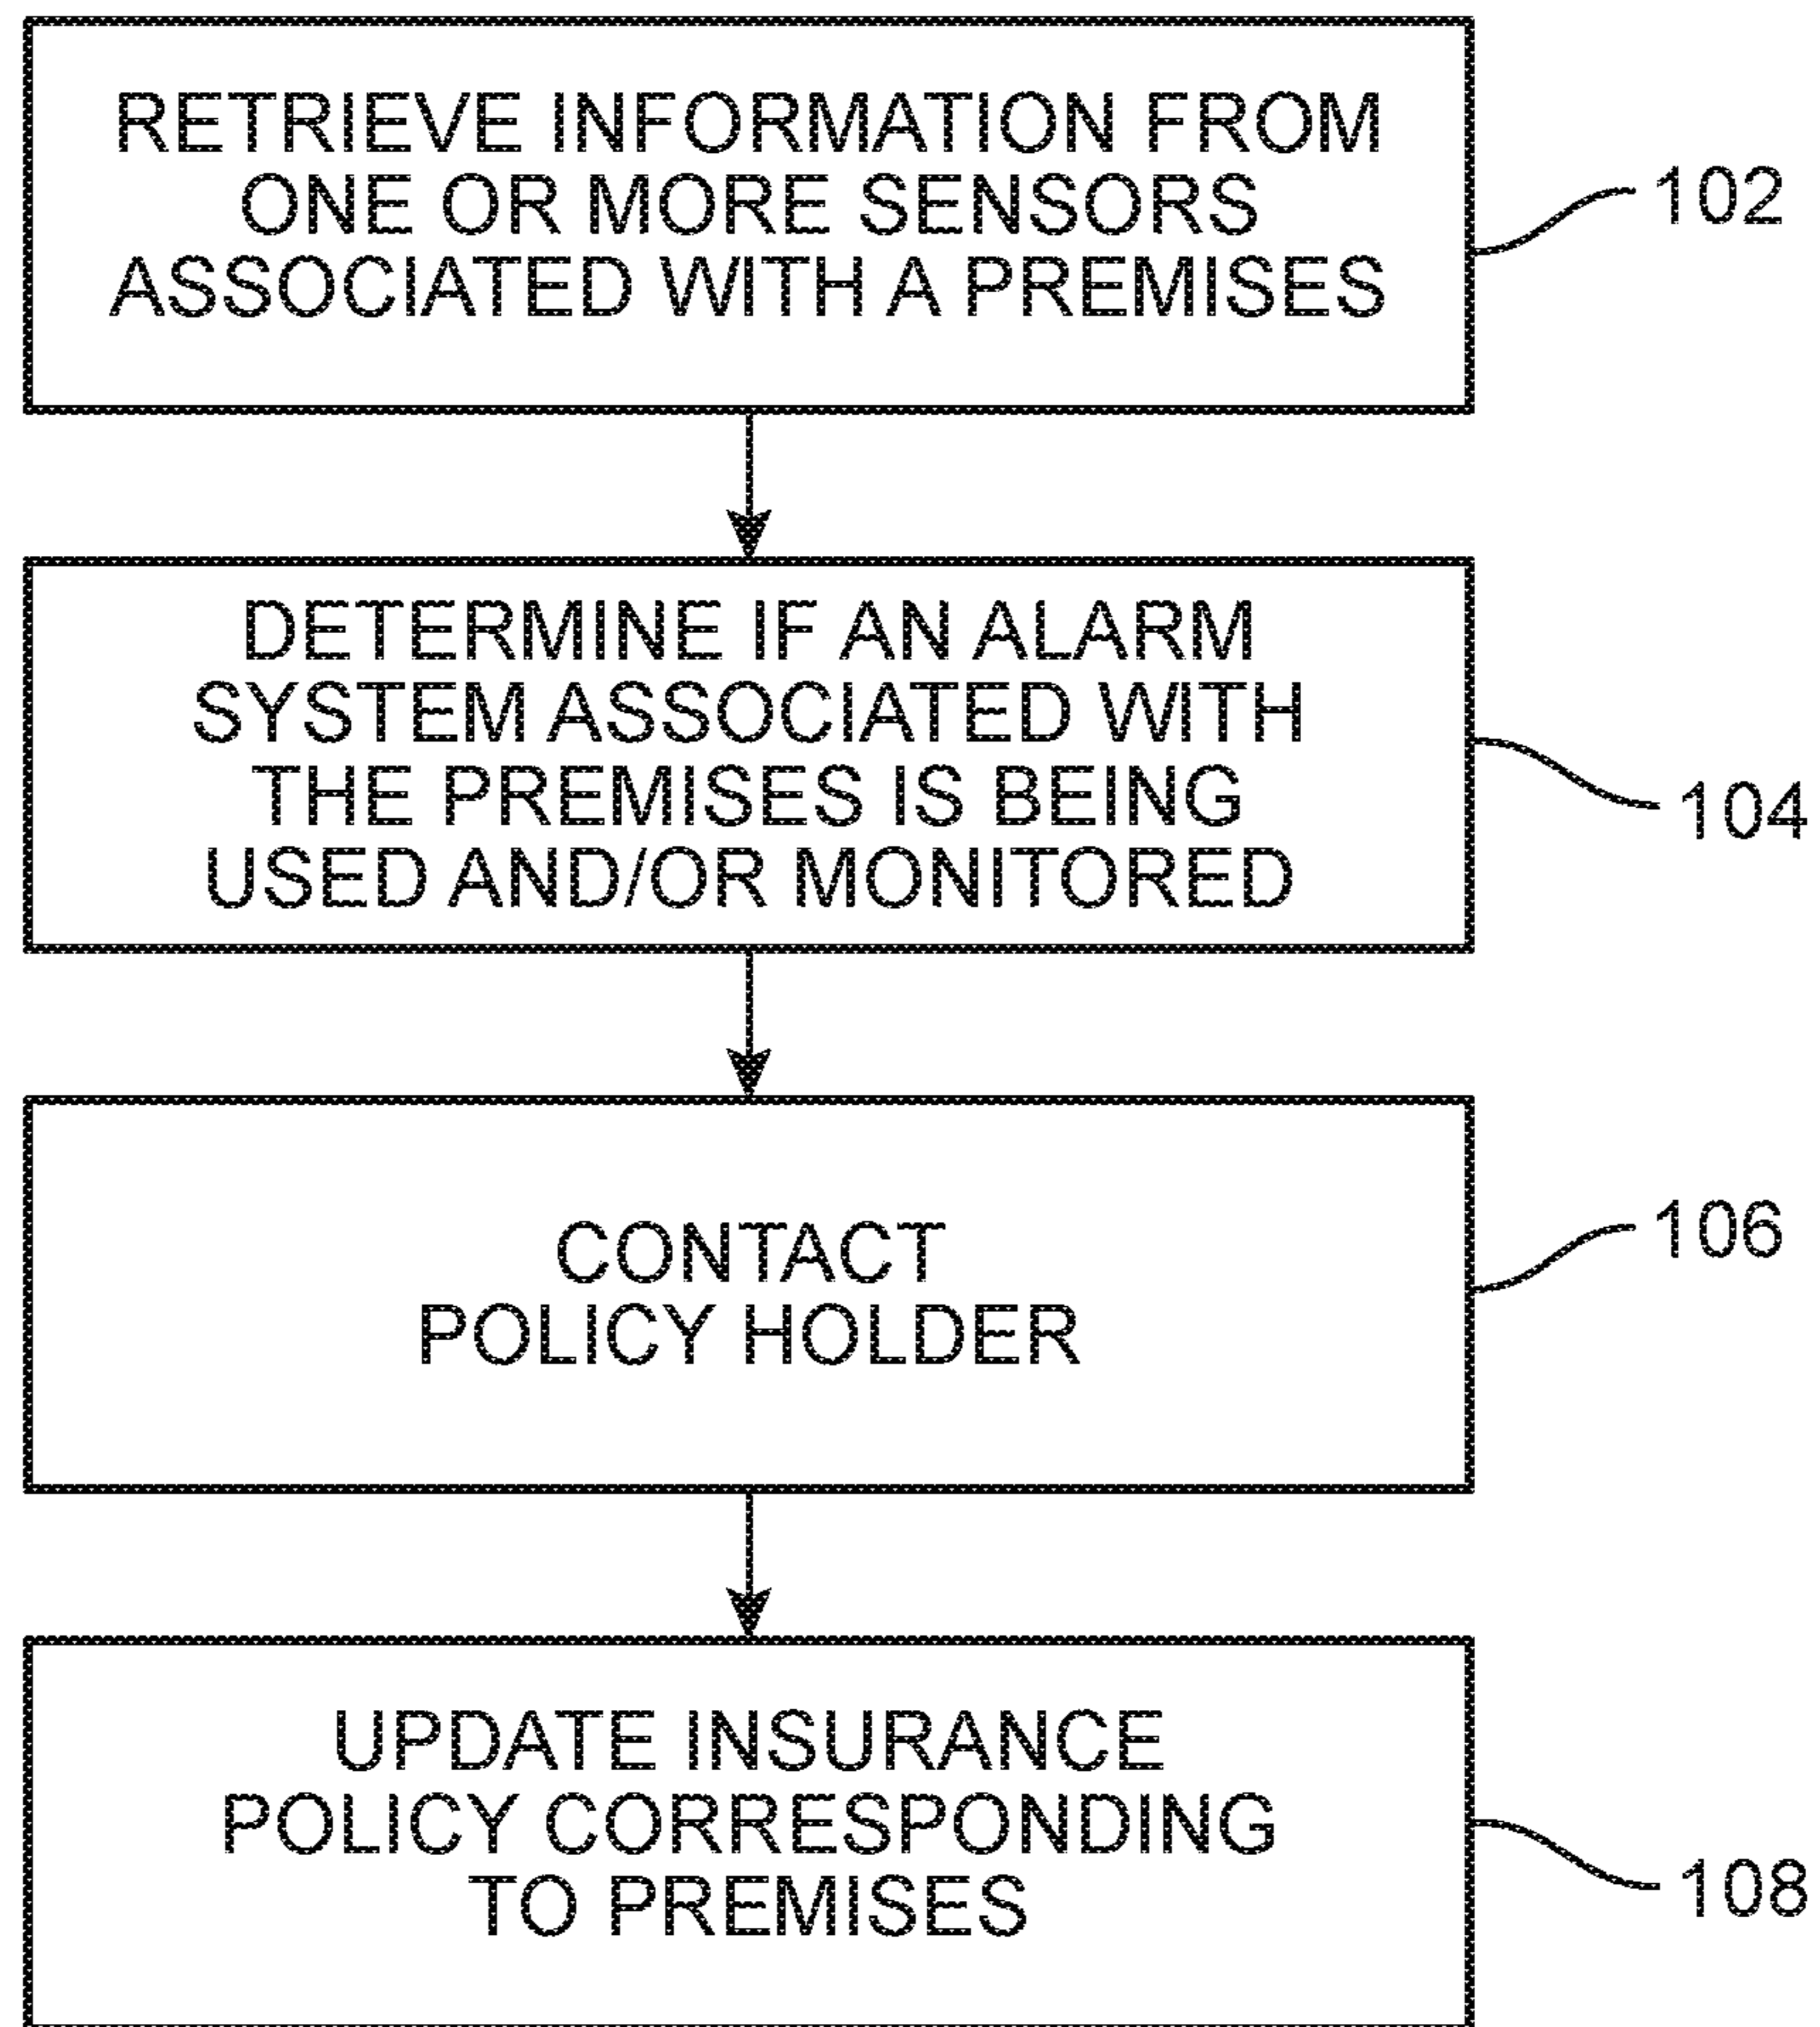 RETRIEVE INFORMATION FROM
ONE OR MORE SENSORS
ASSOCIATED WITH A PREMISES
102
DETERMINE IF AN ALARM
SYSTEM ASSOCIATED WITH
THE PREMISES IS BEING
USED AND/OR MONITORED
104
CONTACT
POLICY HOLDER
106
UPDATE INSURANCE
POLICY CORRESPONDING
TO PREMISES
108